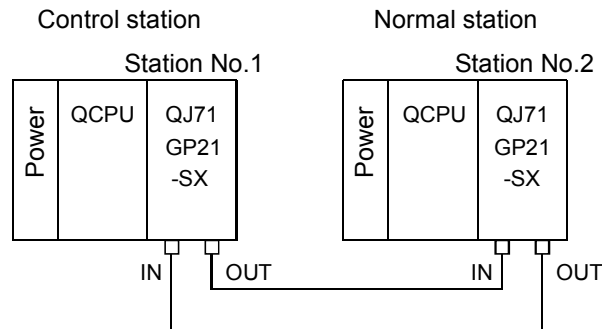 Control station
Normal station
Station No.1
Station No.2
Power
QCPU
QJ71
GP21
-SX
Power
QCPU
QJ71
GP21
-SX
IN
OUT
IN
OUT